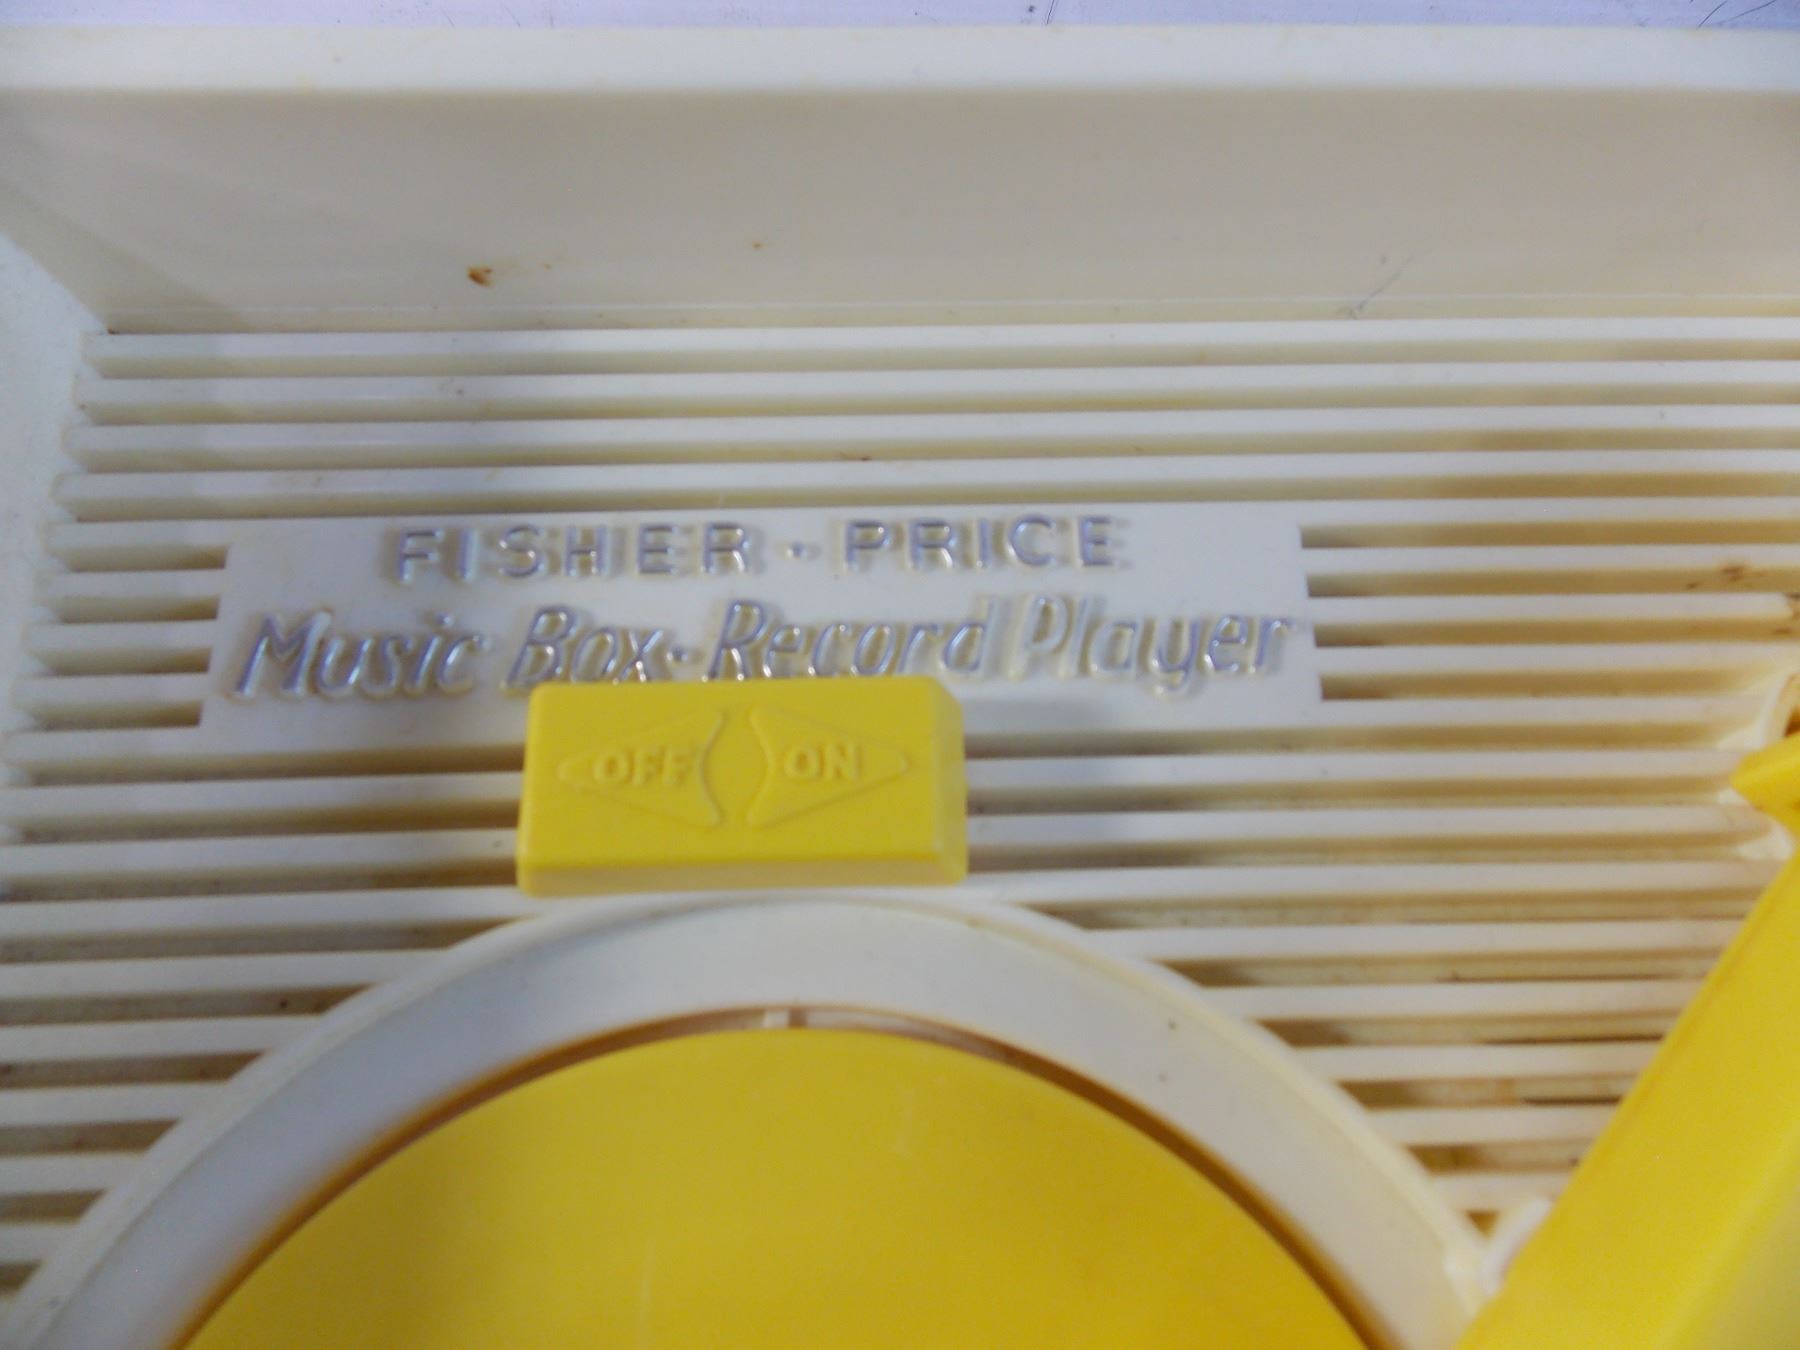 FISHER · PRICE
Music Box · Record Player
OFF ON